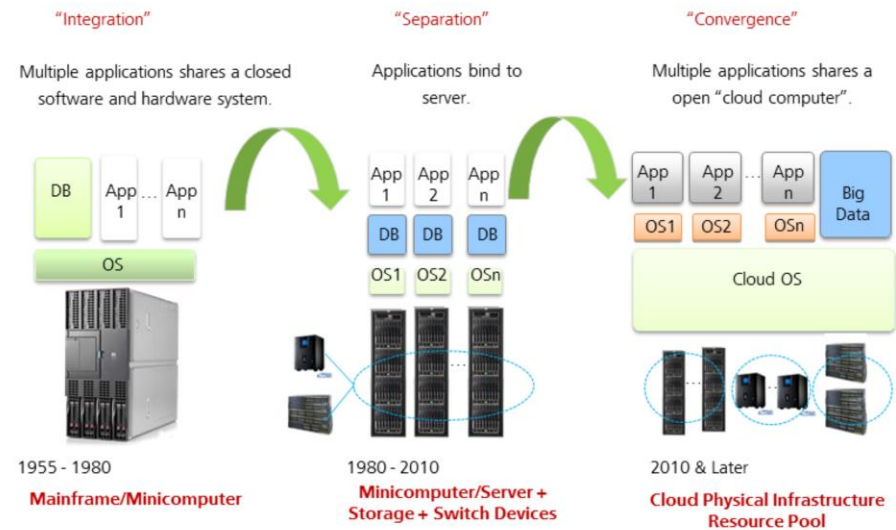 “Integration”
Multiple applications shares a closed
software and hardware system.
DB
App
1
...
App
n
OS
1955 - 1980
Mainframe/Minicomputer
“Separation”
Applications bind to
server.
App
1
App
2
App
n
DB
DB
DB
OS1
OS2
OSn
...
1980 - 2010
Minicomputer/Server +
Storage + Switch Devices
“Convergence”
Multiple applications shares a
open “cloud computer”.
App
1
App
2
...
App
n
Big
Data
OS1
OS2
OSn
Cloud OS
...
...
2010 & Later
Cloud Physical Infrastructure
Resource Pool